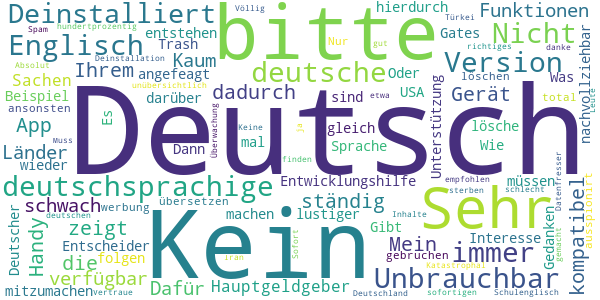 Deinstalliert
bitte
hierdurch
Funktionen
Spam
Völlig
Türkei
Nur
gut
hundertprozentig
entstehen
Trash
Gates
richtiges
danke
Englisch
Nicht
Absolut
Deinstallation
unübersichtlich
Ihrem
Kaum
Version
Sachen
angefeagt
deutsche
Oder
löschen
Was
nachvollziehbar
Leute
Beispiel
darüber
dadurch
USA
Gerät
total
ansonsten
Es
sind
etwa
Unterstützung
App
Überwachung
Keine
ja
gleich
lösche
Muss
Dann
mal
Sprache
Wie
Länder
wieder
Deutsch
finden
empfohlen
müssen
deutschsprachige
Entwicklungshilfe
sterben
schlecht
Datenfresser
kompatibel
ausspioniert
schwach
werbung
übersetzen
ständig
Sehr
Deutscher
Handy
deutschen
machen
lustiger
Inhalte
gemacht
Gedanken
zeigt
Kein
Gibt
Mein
Interesse
Entscheider
Sofort
gebruchen
immer
die
folgen
Iran
Katastrophal
verfügbar
Dafür
Hauptgeldgeber
Unbrauchbar
mitzumachen
vertraue
Deutschland
sofortigen
Schulenglisch